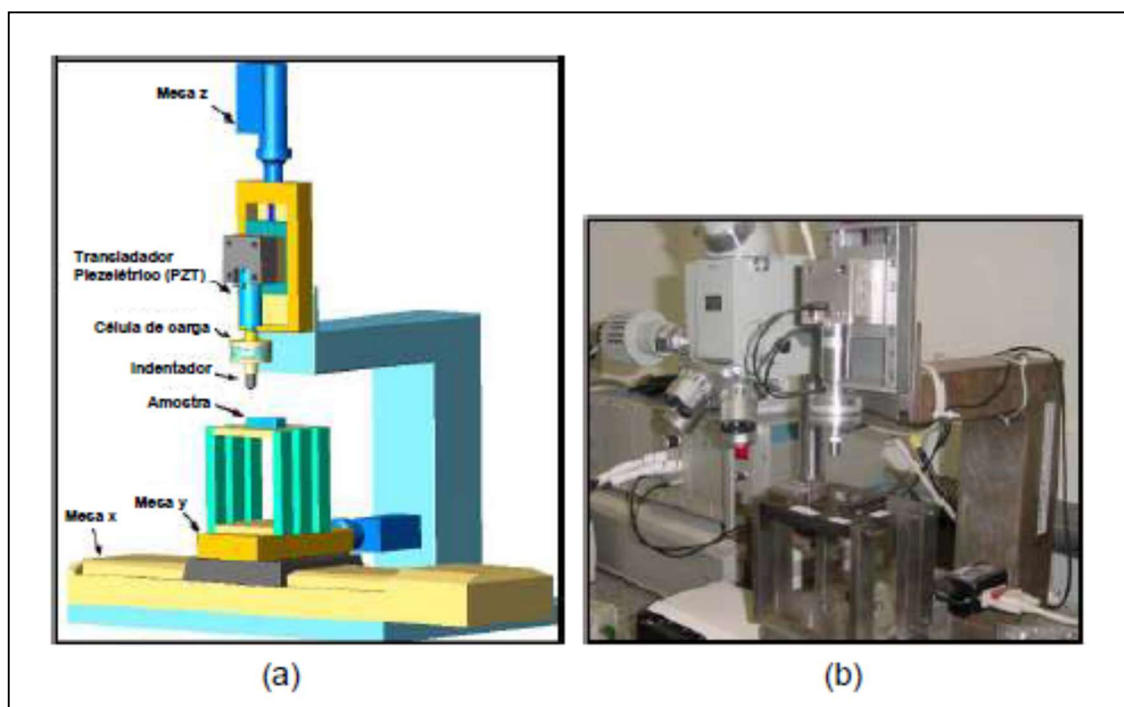 Mesa z
Transladador
Piezelétrico (PZT)
Célula de carga
Indentador
Amostra
Mesa y
Mesa x
(a)
(b)